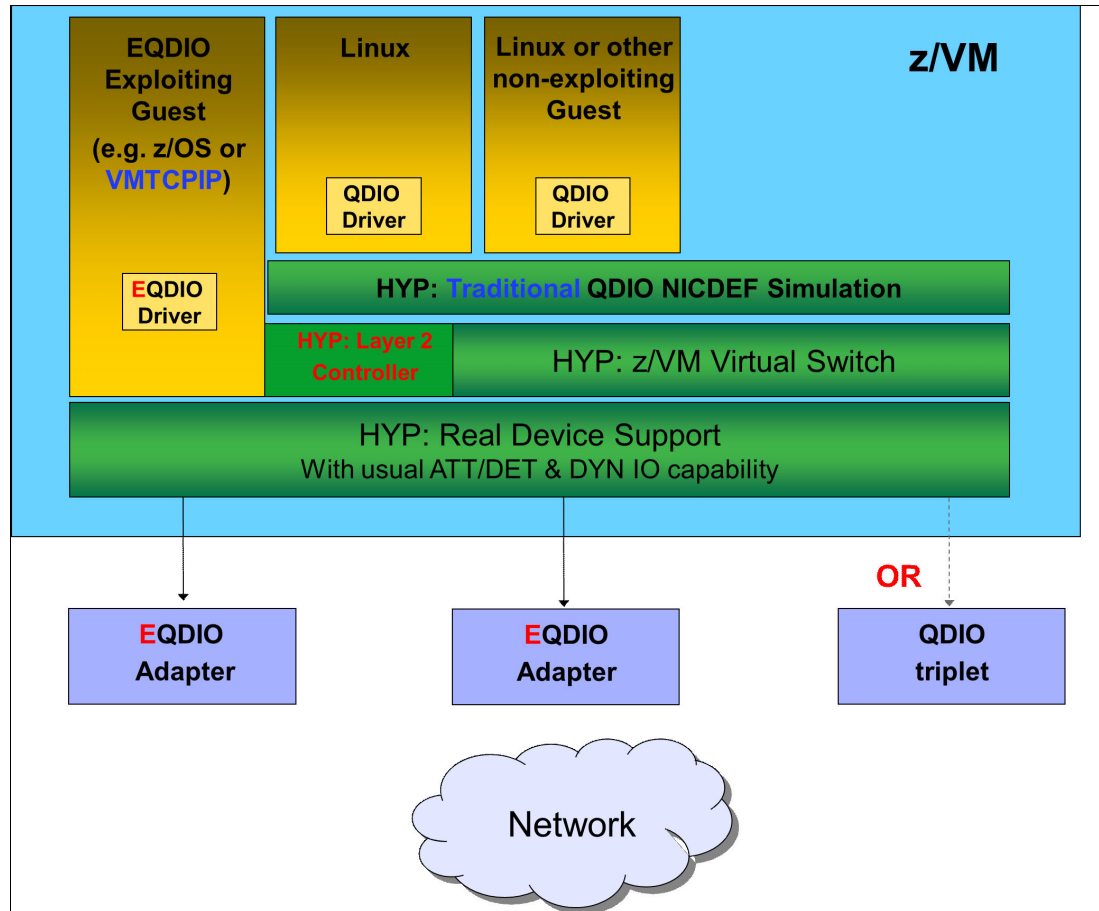 EQDIO
Exploiting
Guest
(e.g. z/OS or
VMTCPIP)
EQDIO
Driver
Linux
QDIO
Driver
Linux or other
non-exploiting
Guest
QDIO
Driver
z/VM
HYP: Traditional QDIO NICDEF Simulation
HYP: Layer 2
Controller
HYP: z/VM Virtual Switch
HYP: Real Device Support
With usual ATT/DET & DYN IO capability
OR
EQDIO
Adapter
EQDIO
Adapter
QDIO
triplet
Network